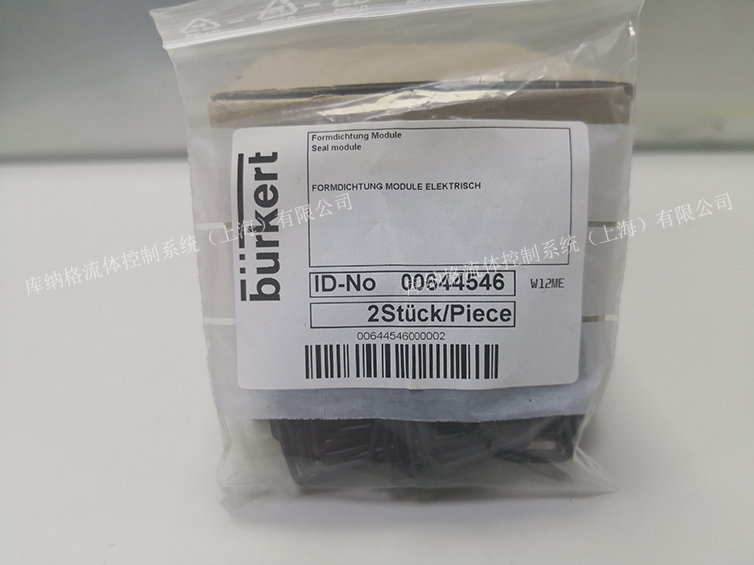 bürkert
Formdichtung Module
Seal module
FORMDICHTUNG MODULE ELEKTRISCH
ID-No 00644546
W12ME
2Stück/Piece
00644546000002
库纳格流体控制系统（上海）有限公司
库纳格流体控制系统（上海）有限公司